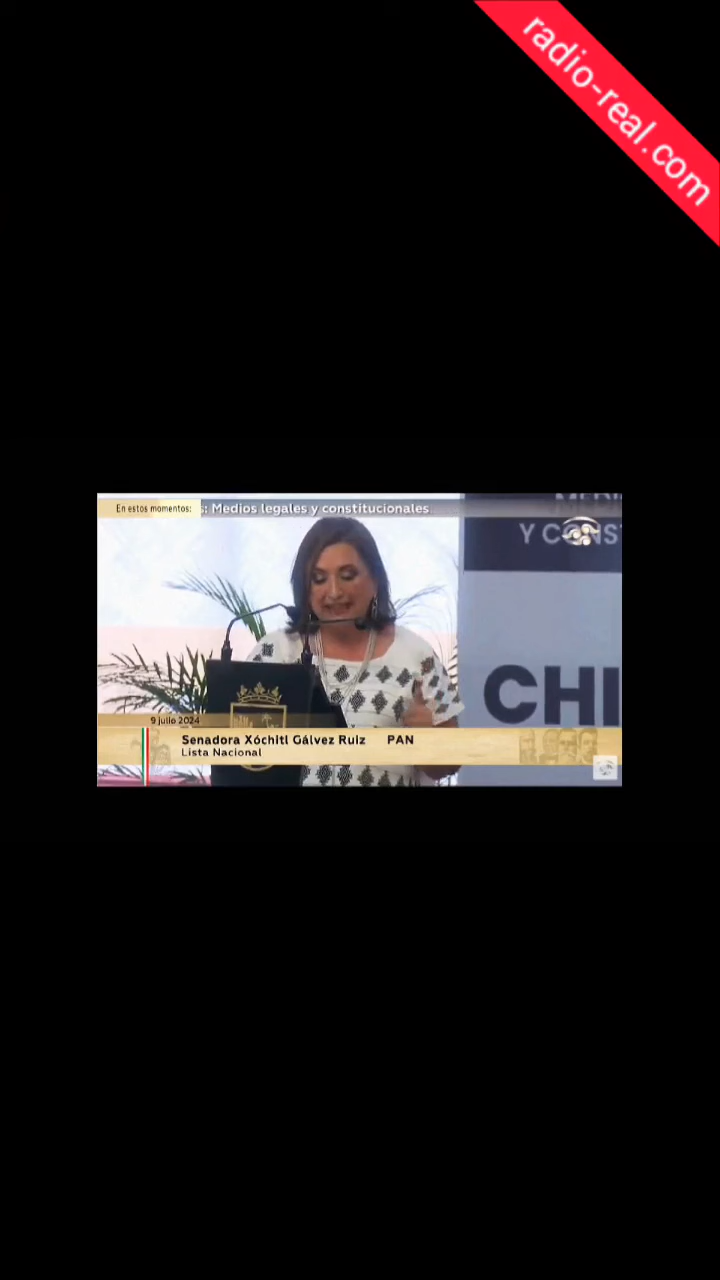 radio-real.com
En estos momentos:
s: Medios legales y constitucionales
Y CONST
CHI
9 julio 2024
Senadora Xóchitl Gálvez Ruiz PAN
Lista Nacional